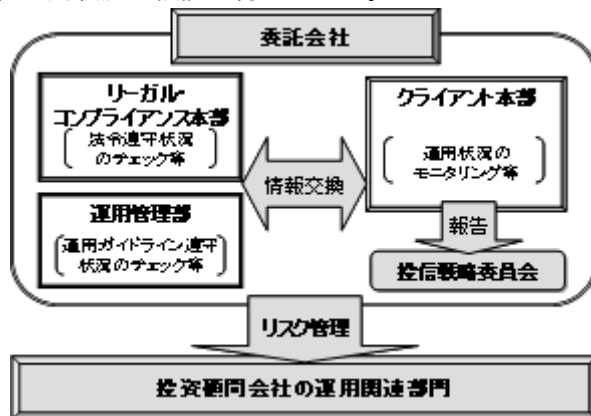 委託会社
リーガル・
コンプライアンス本部
法令遵守状況
のチェック等
運用管理部
運用ガイドライン遵守
状況のチェック等
情報交換
クライアント本部
運用状況の
モニタリング等
報告
投信戦略委員会
リスク管理
投資顧問会社の運用関連部門